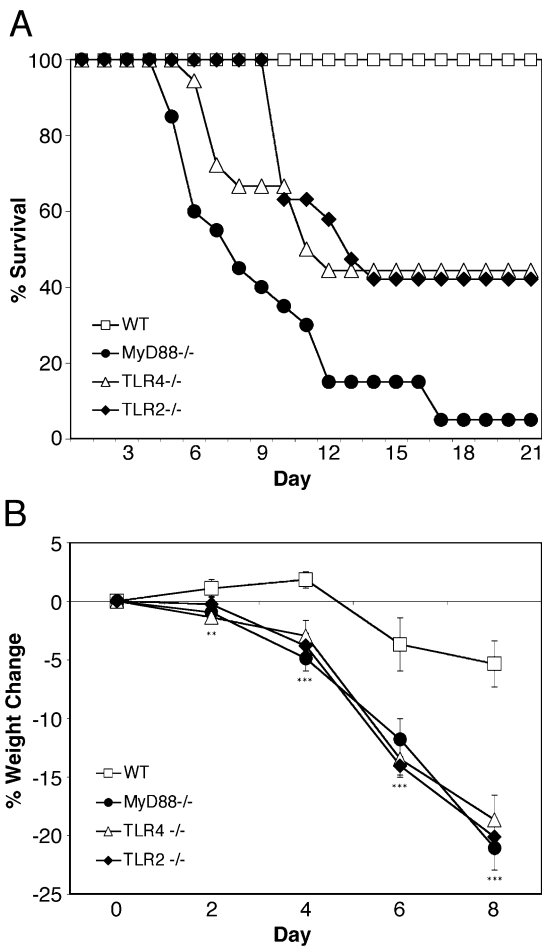 A
100
80
60
40
20
0
% Survival
WT
MyD88-/-
TLR4-/-
TLR2-/-
3 6 9 12 15 18 21
Day
B
5
0
-5
-10
-15
-20
-25
% Weight Change
**
***
***
***
WT
MyD88-/-
TLR4 -/-
TLR2 -/-
0 2 4 6 8
Day